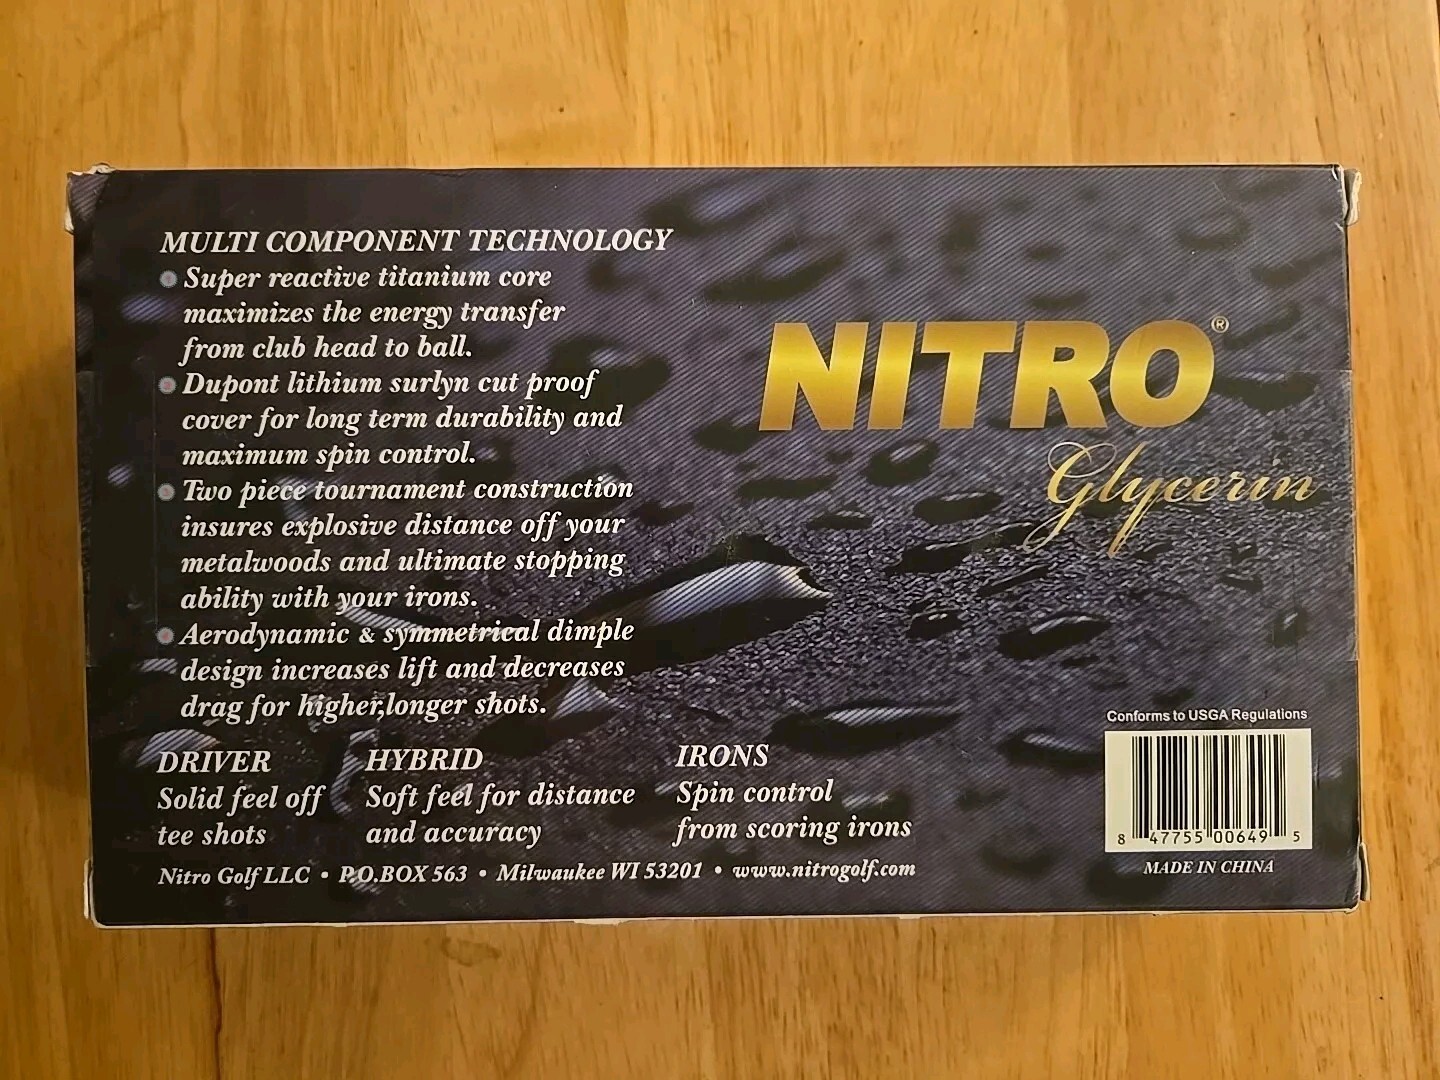 MULTI COMPONENT TECHNOLOGY
Super reactive titanium core
maximizes the energy transfer
from club head to ball.
Dupont lithium surlyn cut proof
cover for long term durability and
maximum spin control.
Two piece tournament construction
insures explosive distance off your
metalwoods and ultimate stopping
ability with your irons.
Aerodynamic & symmetrical dimple
design increases lift and decreases
drag for higher,longer shots.
NITRO®
Glycerin
DRIVER
Solid feel off
tee shots
HYBRID
Soft feel for distance
and accuracy
IRONS
Spin control
from scoring irons
Nitro Golf LLC • P.O.BOX 563 • Milwaukee WI 53201 • www.nitrogolf.com
Conforms to USGA Regulations
8 47755 00649 5
MADE IN CHINA